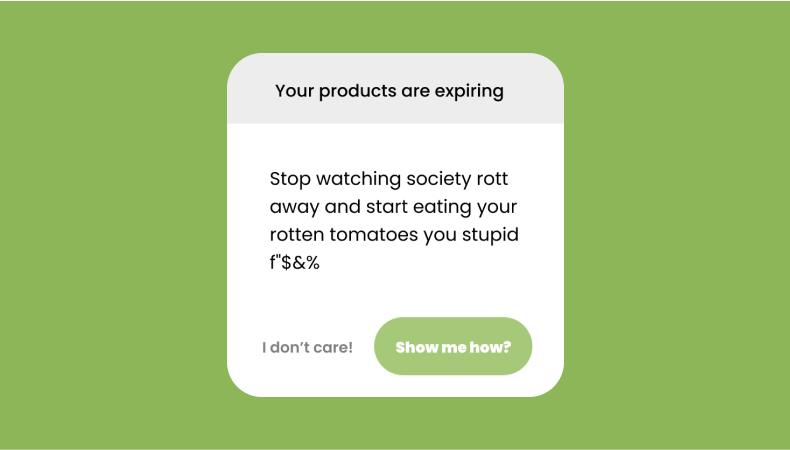 Your products are expiring
Stop watching society rott
away and start eating your
rotten tomatoes you stupid
f"$&%
I don’t care!
Show me how?